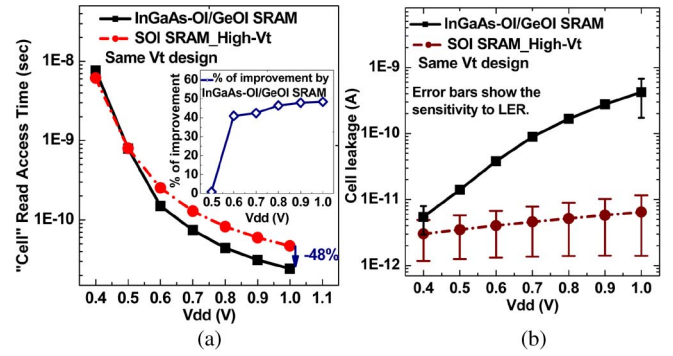 (a)
InGaAs-OI/GeOI SRAM
SOI SRAM_High-Vt
Same Vt design
"Cell" Read Access Time (sec)
1E-8
1E-9
1E-10
0.4 0.5 0.6 0.7 0.8 0.9 1.0 1.1
Vdd (V)
-48%
% of improvement by
InGaAs-OI/GeOI SRAM
% of improvement
60
50
40
30
20
10
0
0.5 0.6 0.7 0.8 0.9 1.0
Vdd (V)
(a)
(b)
InGaAs-OI/GeOI SRAM
SOI SRAM_High-Vt
Same Vt design
Error bars show the
sensitivity to LER.
Cell leakage (A)
1E-9
1E-10
1E-11
1E-12
0.4 0.5 0.6 0.7 0.8 0.9 1.0
Vdd (V)
(b)